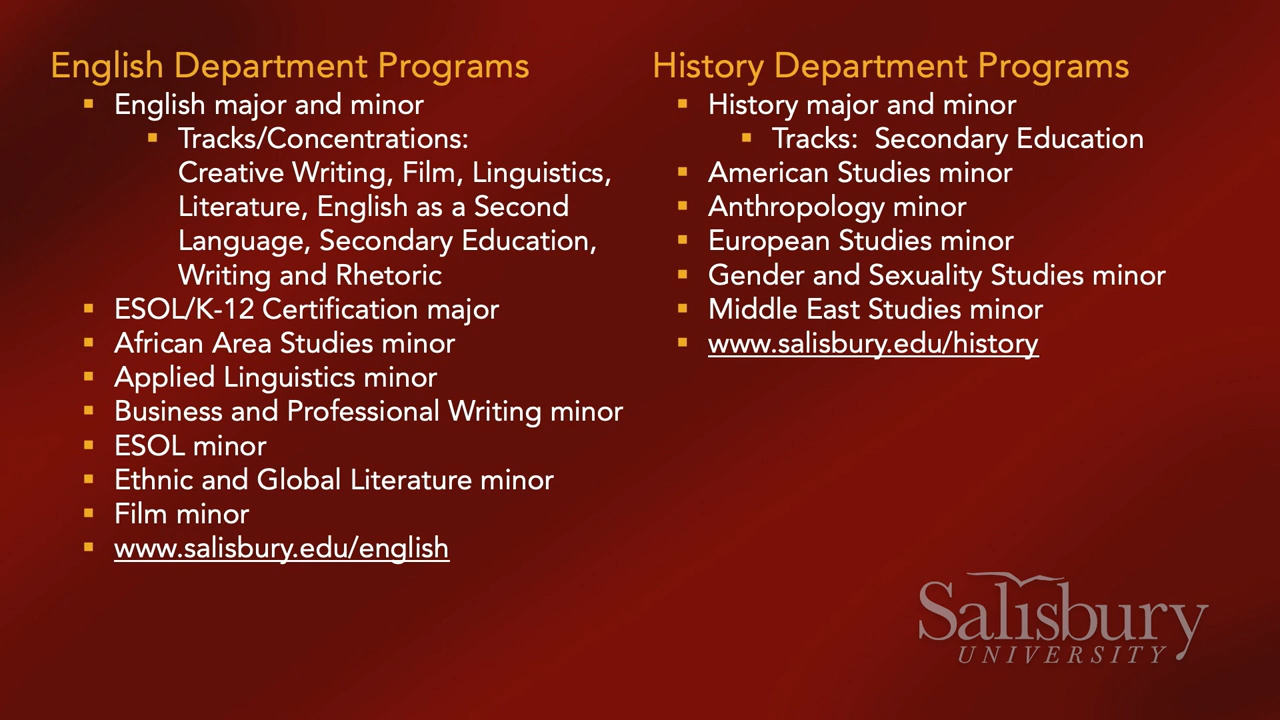 English Department Programs
English major and minor
Tracks/Concentrations:
Creative Writing, Film, Linguistics,
Literature, English as a Second
Language, Secondary Education,
Writing and Rhetoric
ESOL/K-12 Certification major
African Area Studies minor
Applied Linguistics minor
Business and Professional Writing minor
ESOL minor
Ethnic and Global Literature minor
Film minor
www.salisbury.edu/english
History Department Programs
History major and minor
Tracks:  Secondary Education
American Studies minor
Anthropology minor
European Studies minor
Gender and Sexuality Studies minor
Middle East Studies minor
www.salisbury.edu/history
Salisbury
UNIVERSITY